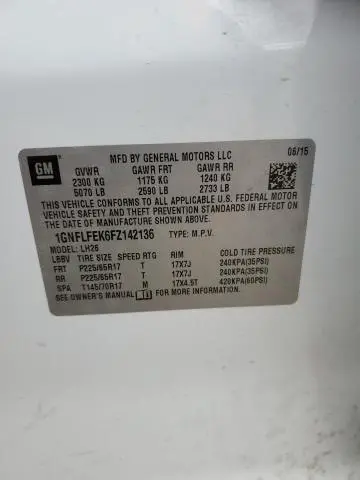 GM
MFD BY GENERAL MOTORS LLC 06/15
GVWR GAWR FRT GAWR RR
2300 KG 1175 KG 1240 KG
5070 LB 2590 LB 2733 LB
THIS VEHICLE CONFORMS TO ALL APPLICABLE U.S. FEDERAL MOTOR
VEHICLE SAFETY AND THEFT PREVENTION STANDARDS IN EFFECT ON
THE DATE OF MANUFACTURE SHOWN ABOVE.
1GNFLFEK6FZ142136 TYPE: M.P.V.
MODEL: LH26
LBBV TIRE SIZE SPEED RTG RIM COLD TIRE PRESSURE
FRT P225/65R17 T 17X7J 240KPA(35PSI)
RR P225/65R17 T 17X7J 240KPA(35PSI)
SPA T145/70R17 M 17X4.5T 420KPA(60PSI)
SEE OWNER'S MANUAL FOR MORE INFORMATION.